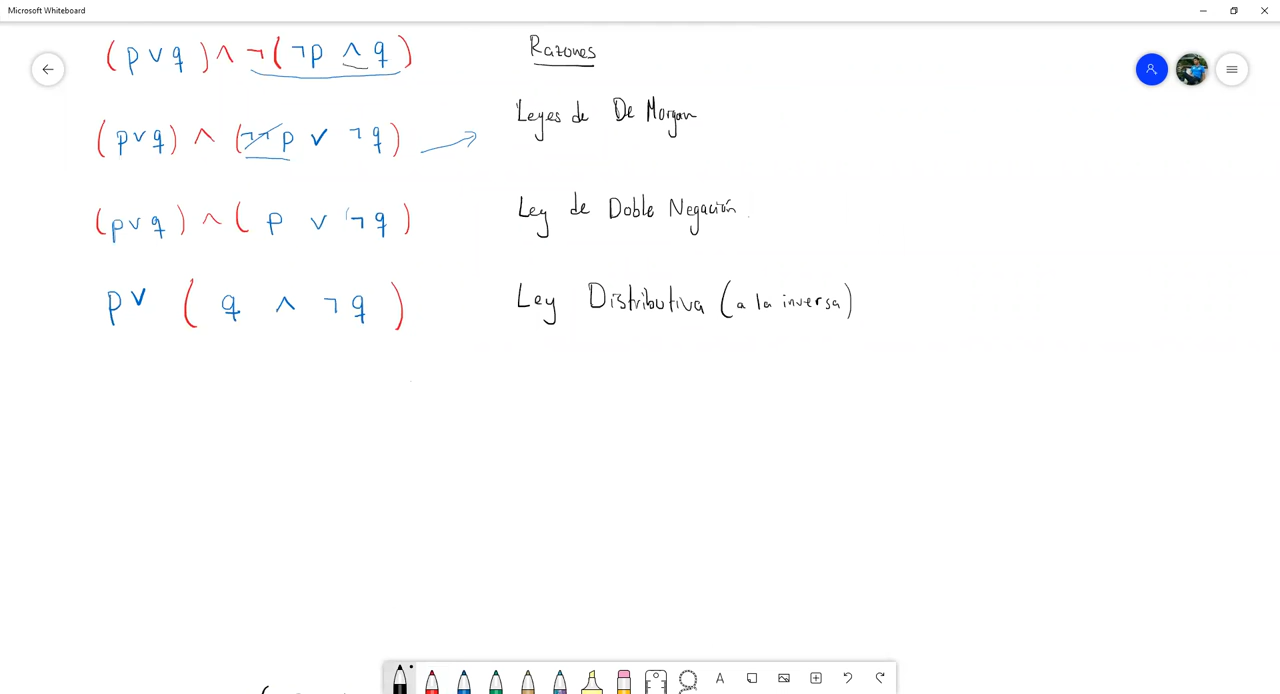 Microsoft Whiteboard
(p ∨ q) ∧ ¬(¬p ∧ q) Razones
(p ∨ q) ∧ (¬¬p ∨ ¬q) Leyes de De Morgan
(p ∨ q) ∧ (p ∨ ¬q) Ley de Doble Negación.
p ∨ (q ∧ ¬q) Ley Distributiva (a la inversa)